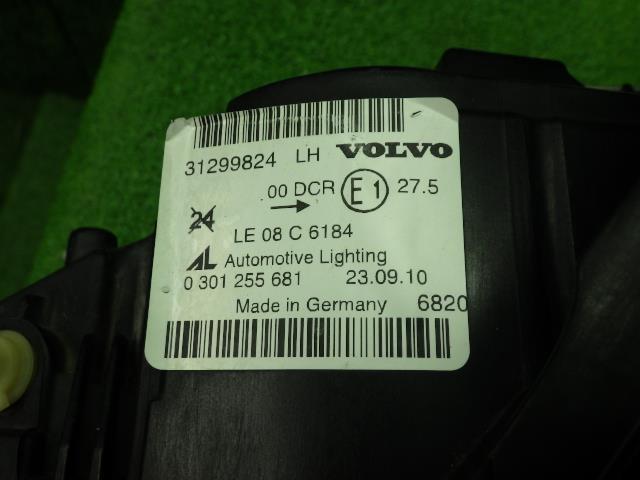 31299824 LH VOLVO
00 DCR E1 27.5
24
LE 08 C 6184
AL Automotive Lighting
0 301 255 681 23.09.10
Made in Germany 6820